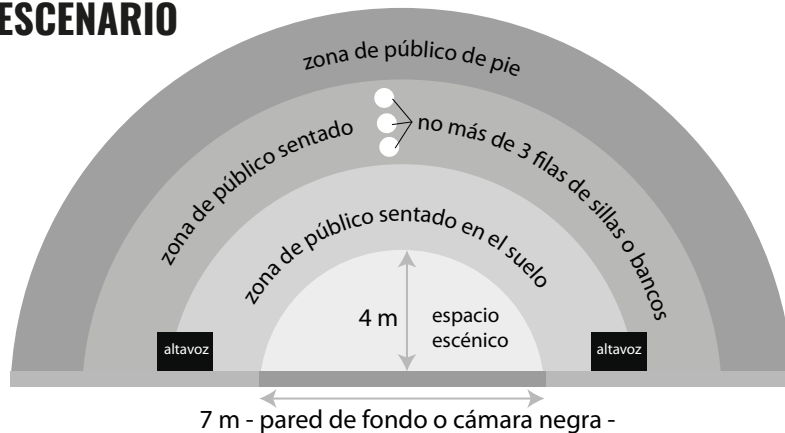 ESCENARIO
zona de público de pie
zona de público sentado
no más de 3 filas de sillas o bancos
zona de público sentado en el suelo
4 m
espacio
escénico
altavoz
altavoz
7 m - pared de fondo o cámara negra -